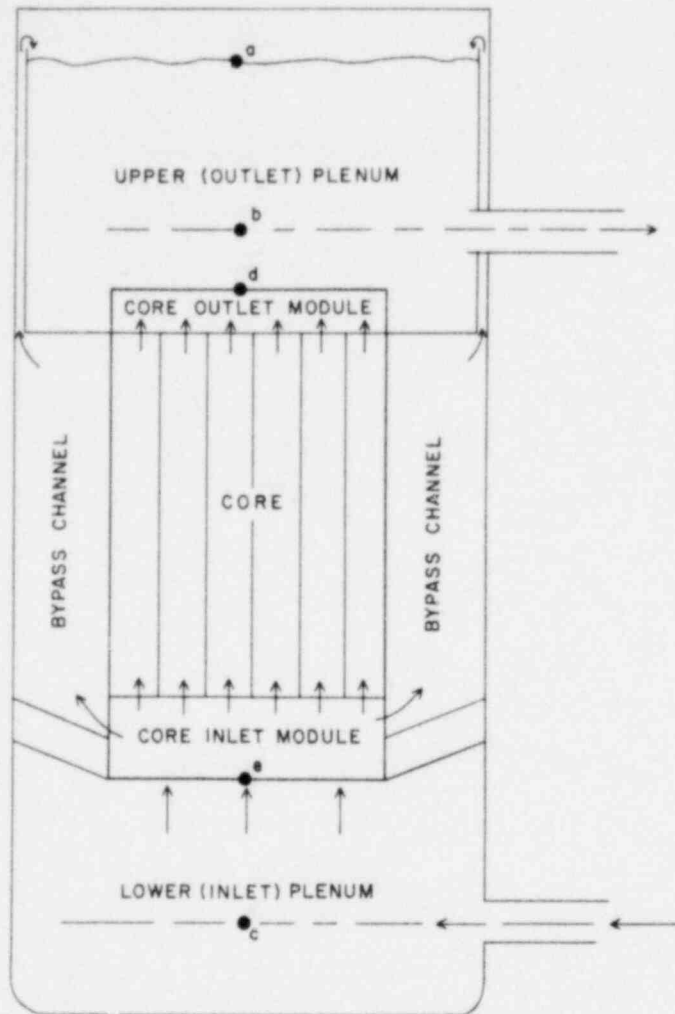 a
UPPER (OUTLET) PLENUM
b
d
CORE OUTLET MODULE
BYPASS CHANNEL
CORE
BYPASS CHANNEL
CORE INLET MODULE
e
LOWER (INLET) PLENUM
c